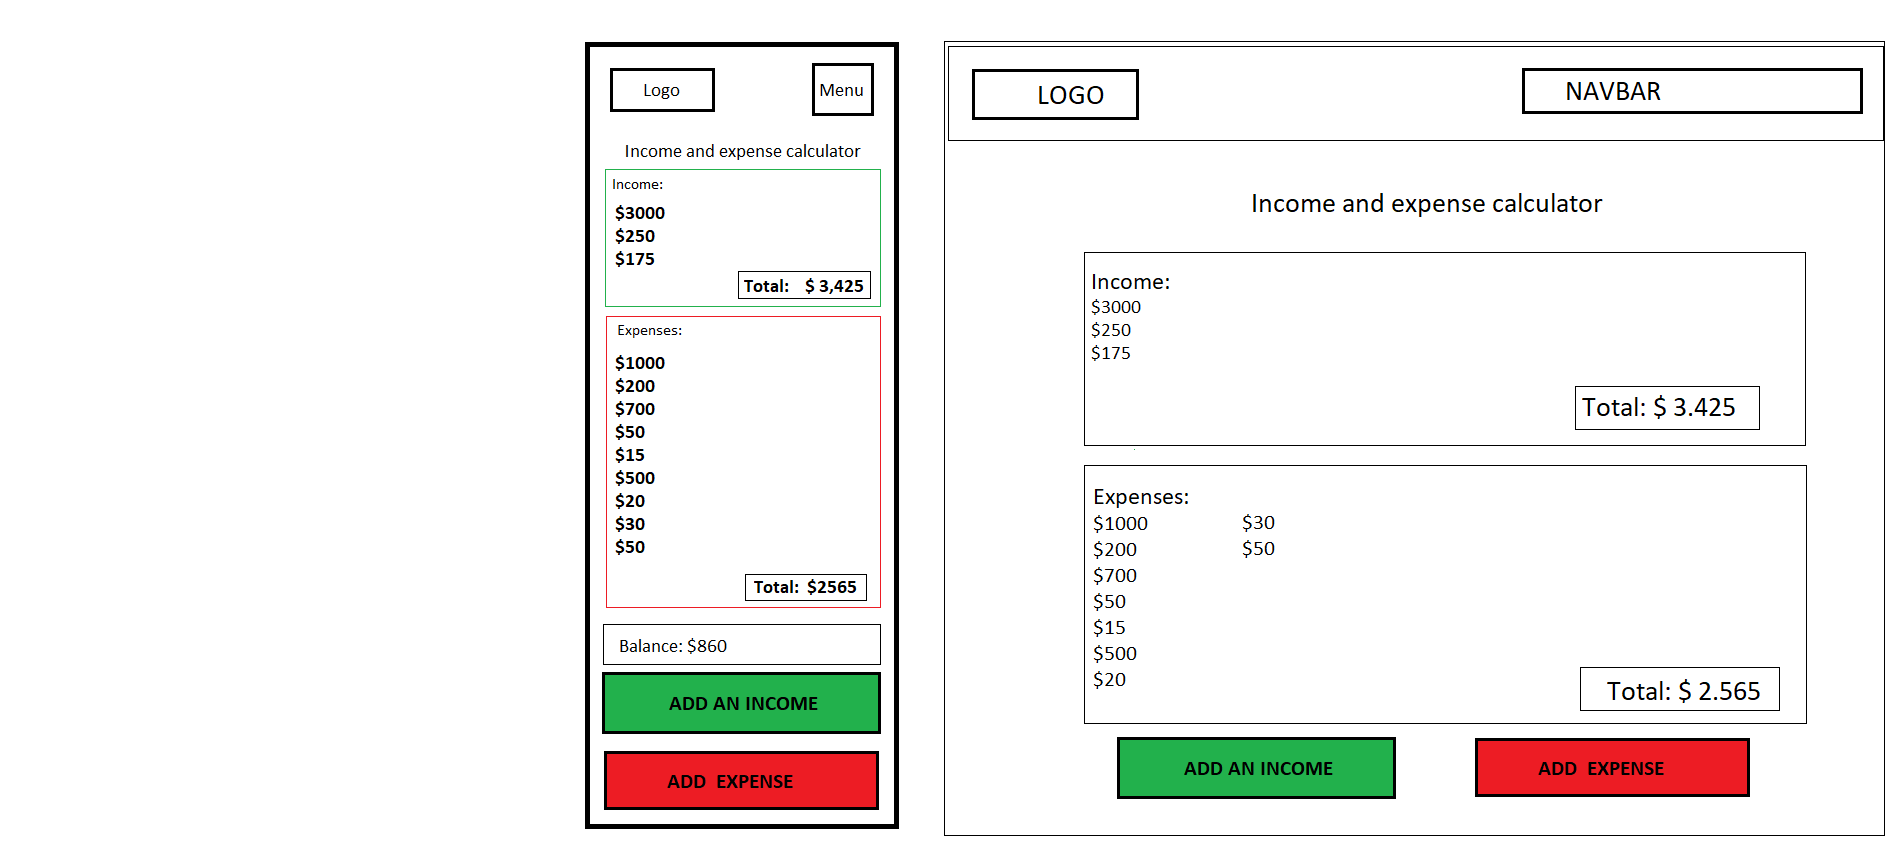 Logo
Menu
Income and expense calculator
Income:
$3000
$250
$175
Total: $ 3,425
Expenses:
$1000
$200
$700
$50
$15
$500
$20
$30
$50
Total: $2565
Balance: $860
ADD AN INCOME
ADD EXPENSE
LOGO
NAVBAR
Income and expense calculator
Income:
$3000
$250
$175
Total: $ 3.425
Expenses:
$1000
$200
$700
$50
$15
$500
$20
$30
$50
Total: $ 2.565
ADD AN INCOME
ADD EXPENSE